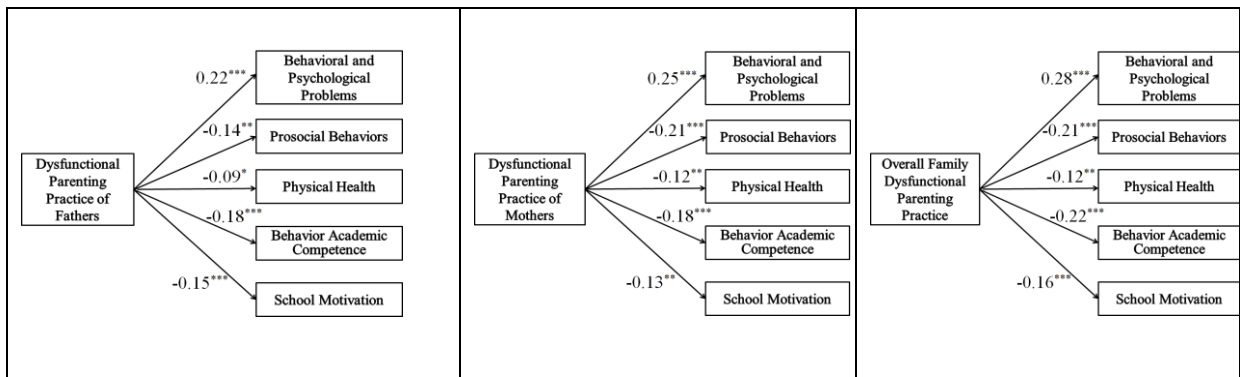 Behavioral and
Psychological
Problems
0.22***
-0.14**
Prosocial Behaviors
Dysfunctional
Parenting
Practice of
Fathers
-0.09*
Physical Health
-0.18***
Behavior Academic
Competence
-0.15***
School Motivation
Behavioral and
Psychological
Problems
0.25***
-0.21***
Prosocial Behaviors
Dysfunctional
Parenting
Practice of
Mothers
-0.12**
Physical Health
-0.18***
Behavior Academic
Competence
-0.13**
School Motivation
Behavioral and
Psychological
Problems
0.28***
-0.21***
Prosocial Behaviors
Overall Family
Dysfunctional
Parenting
Practice
-0.12**
Physical Health
-0.22***
Behavior Academic
Competence
-0.16***
School Motivation